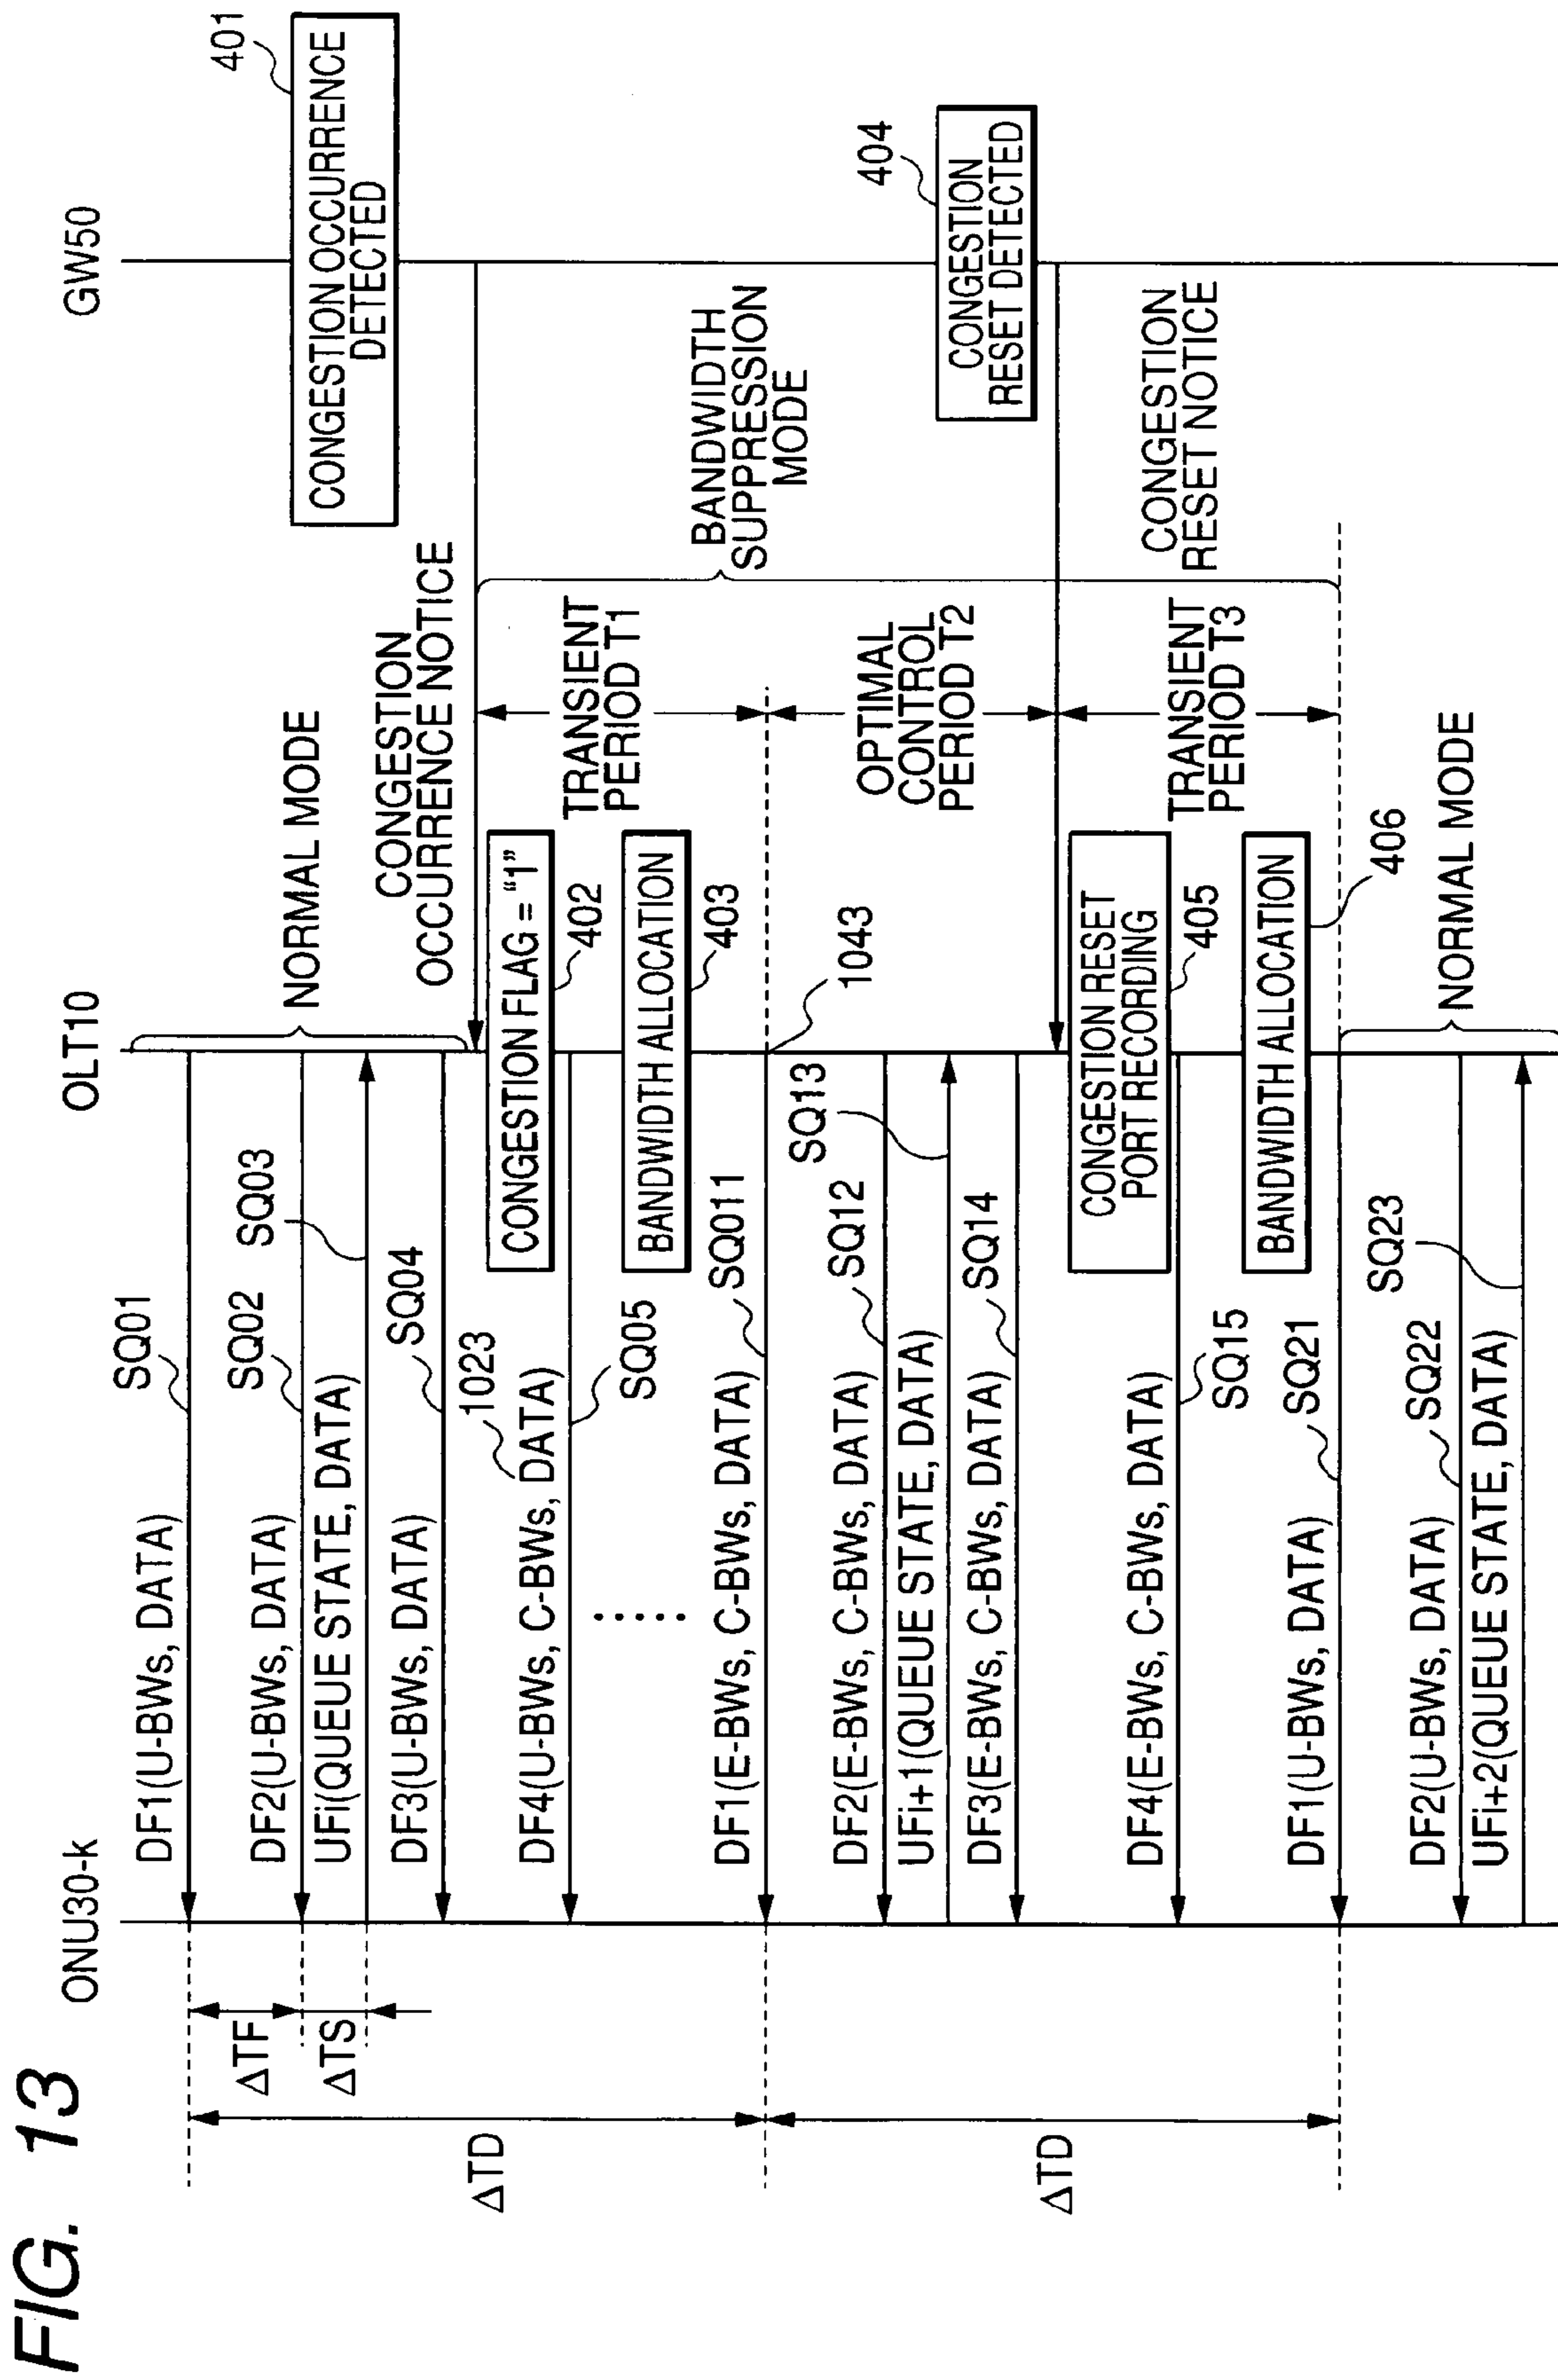 FIG. 13
ONU30-k
OLT10
GW50
ΔTF
ΔTS
ΔTD
ΔTD
DF1(U-BWs, DATA)
SQ01
DF2(U-BWs, DATA)
SQ02
UFi(QUEUE STATE, DATA)
SQ03
DF3(U-BWs, DATA)
SQ04
NORMAL MODE
CONGESTION OCCURRENCE
DETECTED
401
CONGESTION
OCCURRENCE NOTICE
1023
DF4(U-BWs, C-BWs, DATA)
SQ05
CONGESTION FLAG = “1”
402
BANDWIDTH ALLOCATION
403
TRANSIENT
PERIOD T1
BANDWIDTH
SUPPRESSION
MODE
DF1(E-BWs, C-BWs, DATA)
SQ011
1043
DF2(E-BWs, C-BWs, DATA)
SQ12
UFi+1(QUEUE STATE, DATA)
SQ13
DF3(E-BWs, C-BWs, DATA)
SQ14
OPTIMAL
CONTROL
PERIOD T2
CONGESTION
RESET DETECTED
404
CONGESTION RESET
PORT RECORDING
405
DF4(E-BWs, C-BWs, DATA)
SQ15
TRANSIENT
PERIOD T3
CONGESTION
RESET NOTICE
BANDWIDTH ALLOCATION
406
DF1(U-BWs, DATA)
SQ21
DF2(U-BWs, DATA)
SQ22
UFi+2(QUEUE STATE, DATA)
SQ23
NORMAL MODE